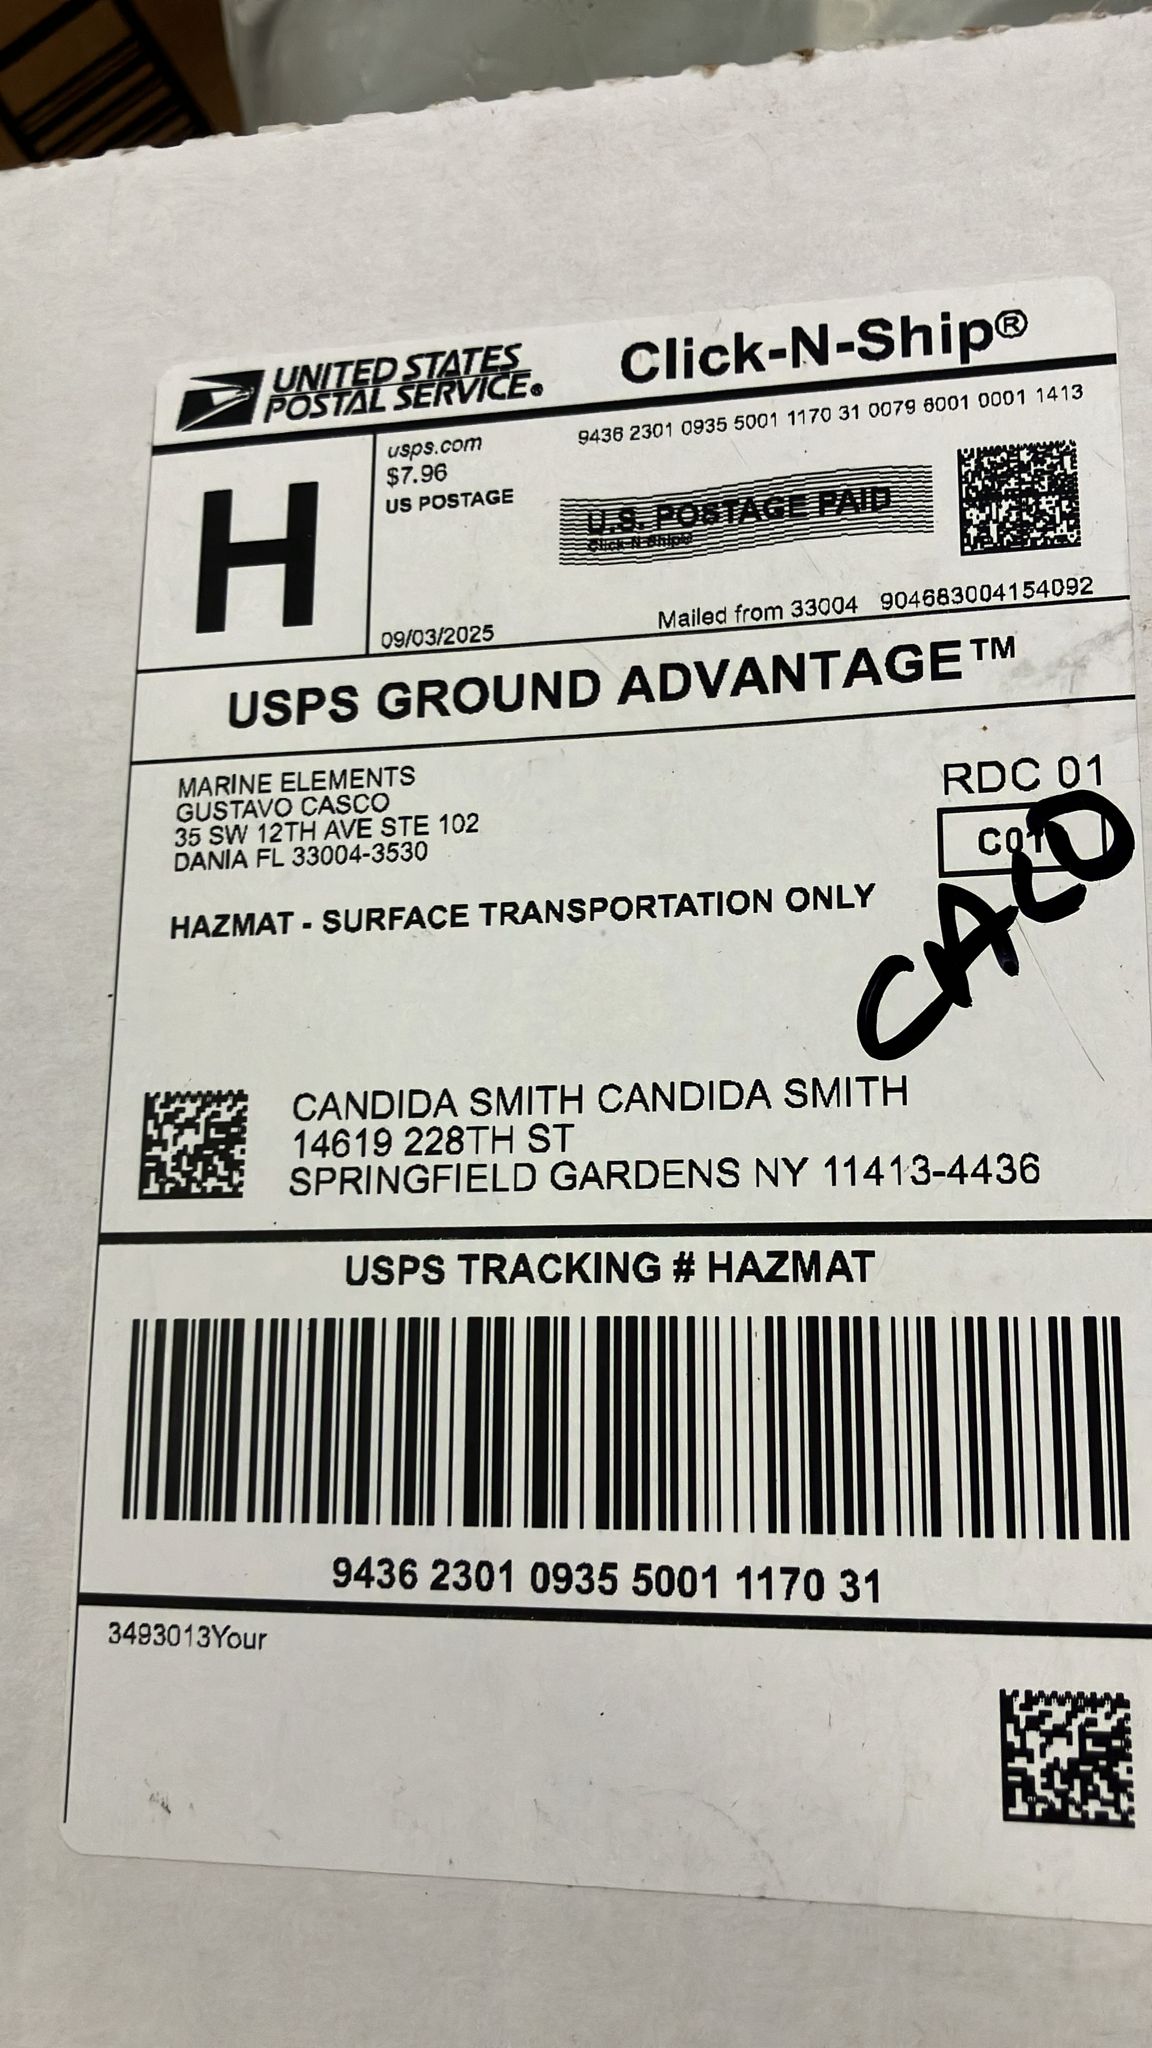 UNITED STATES
POSTAL SERVICE®
Click-N-Ship®
H
usps.com
$7.96
US POSTAGE
9436 2301 0935 5001 1170 31 0079 6001 0001 1413
U.S. POSTAGE PAID
Click-N-Ship®
09/03/2025
Mailed from 33004 904683004154092
USPS GROUND ADVANTAGE™
MARINE ELEMENTS
GUSTAVO CASCO
35 SW 12TH AVE STE 102
DANIA FL 33004-3530
RDC 01
C01
HAZMAT - SURFACE TRANSPORTATION ONLY
CACO
CANDIDA SMITH CANDIDA SMITH
14619 228TH ST
SPRINGFIELD GARDENS NY 11413-4436
USPS TRACKING # HAZMAT
9436 2301 0935 5001 1170 31
3493013Your